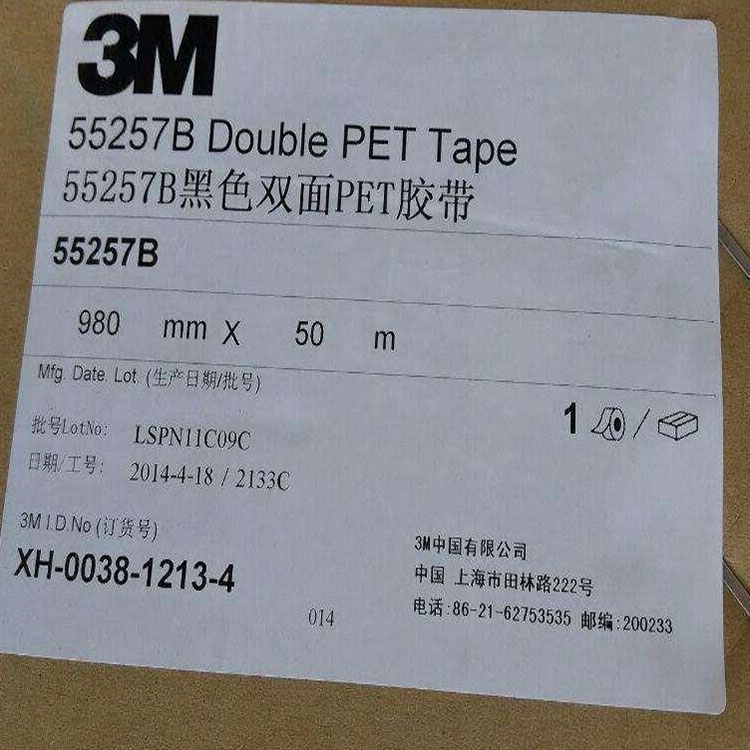 3M
55257B Double PET Tape
55257B黑色双面PET胶带
55257B
980 mm X 50 m
Mfg. Date. Lot. (生产日期/批号)
1 /
批号LotNo: LSPN11C09C
日期/工号: 2014-4-18 / 2133C
3M I.D.No (订货号)
XH-0038-1213-4
014
3M中国有限公司
中国 上海市田林路222号
电话:86-21-62753535 邮编:200233